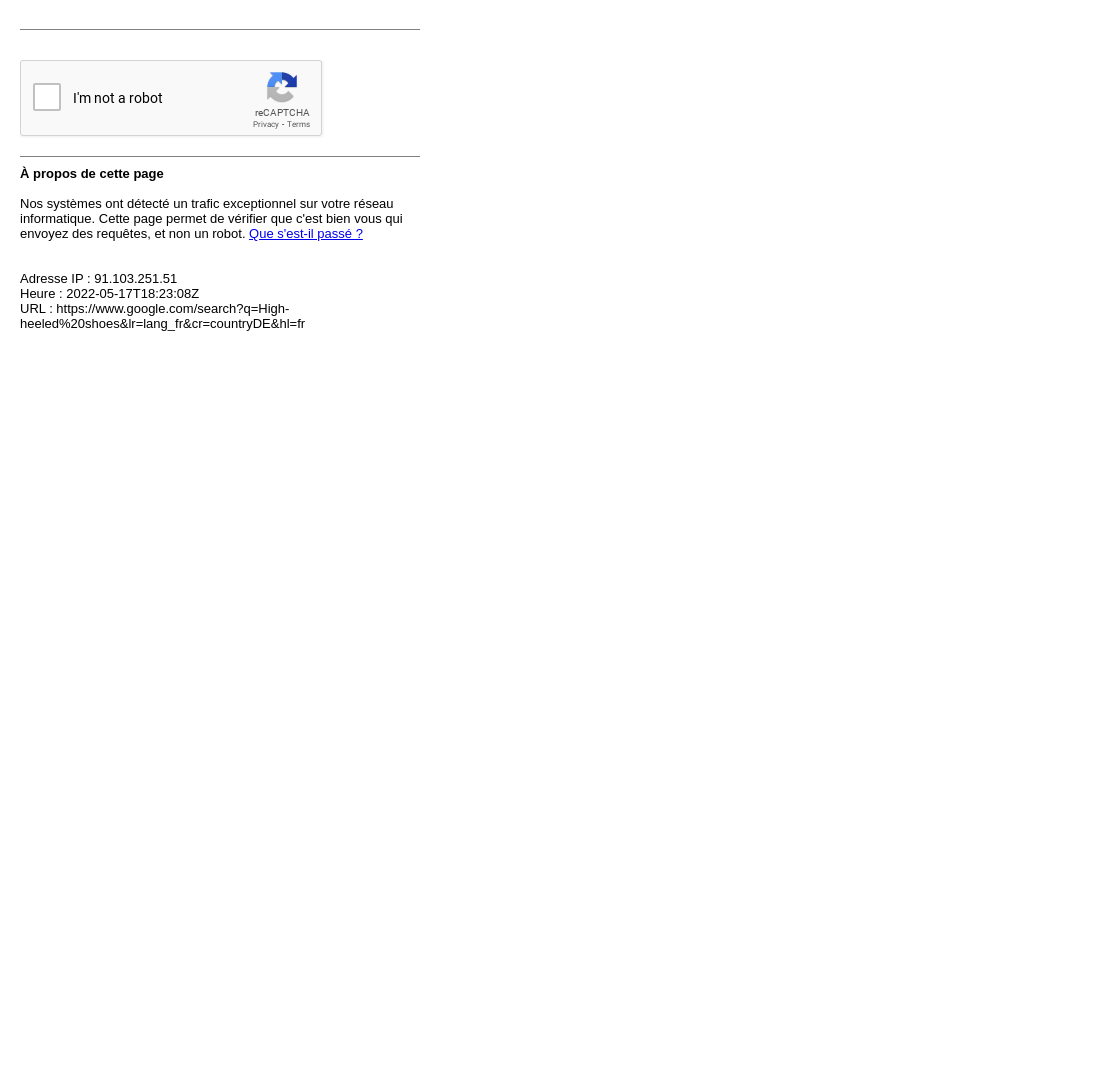 I'm not a robot
reCAPTCHA
Privacy - Terms
À propos de cette page
Nos systèmes ont détecté un trafic exceptionnel sur votre réseau
informatique. Cette page permet de vérifier que c'est bien vous qui
envoyez des requêtes, et non un robot. Que s'est-il passé ?
Adresse IP : 91.103.251.51
Heure : 2022-05-17T18:23:08Z
URL : https://www.google.com/search?q=High-
heeled%20shoes&lr=lang_fr&cr=countryDE&hl=fr